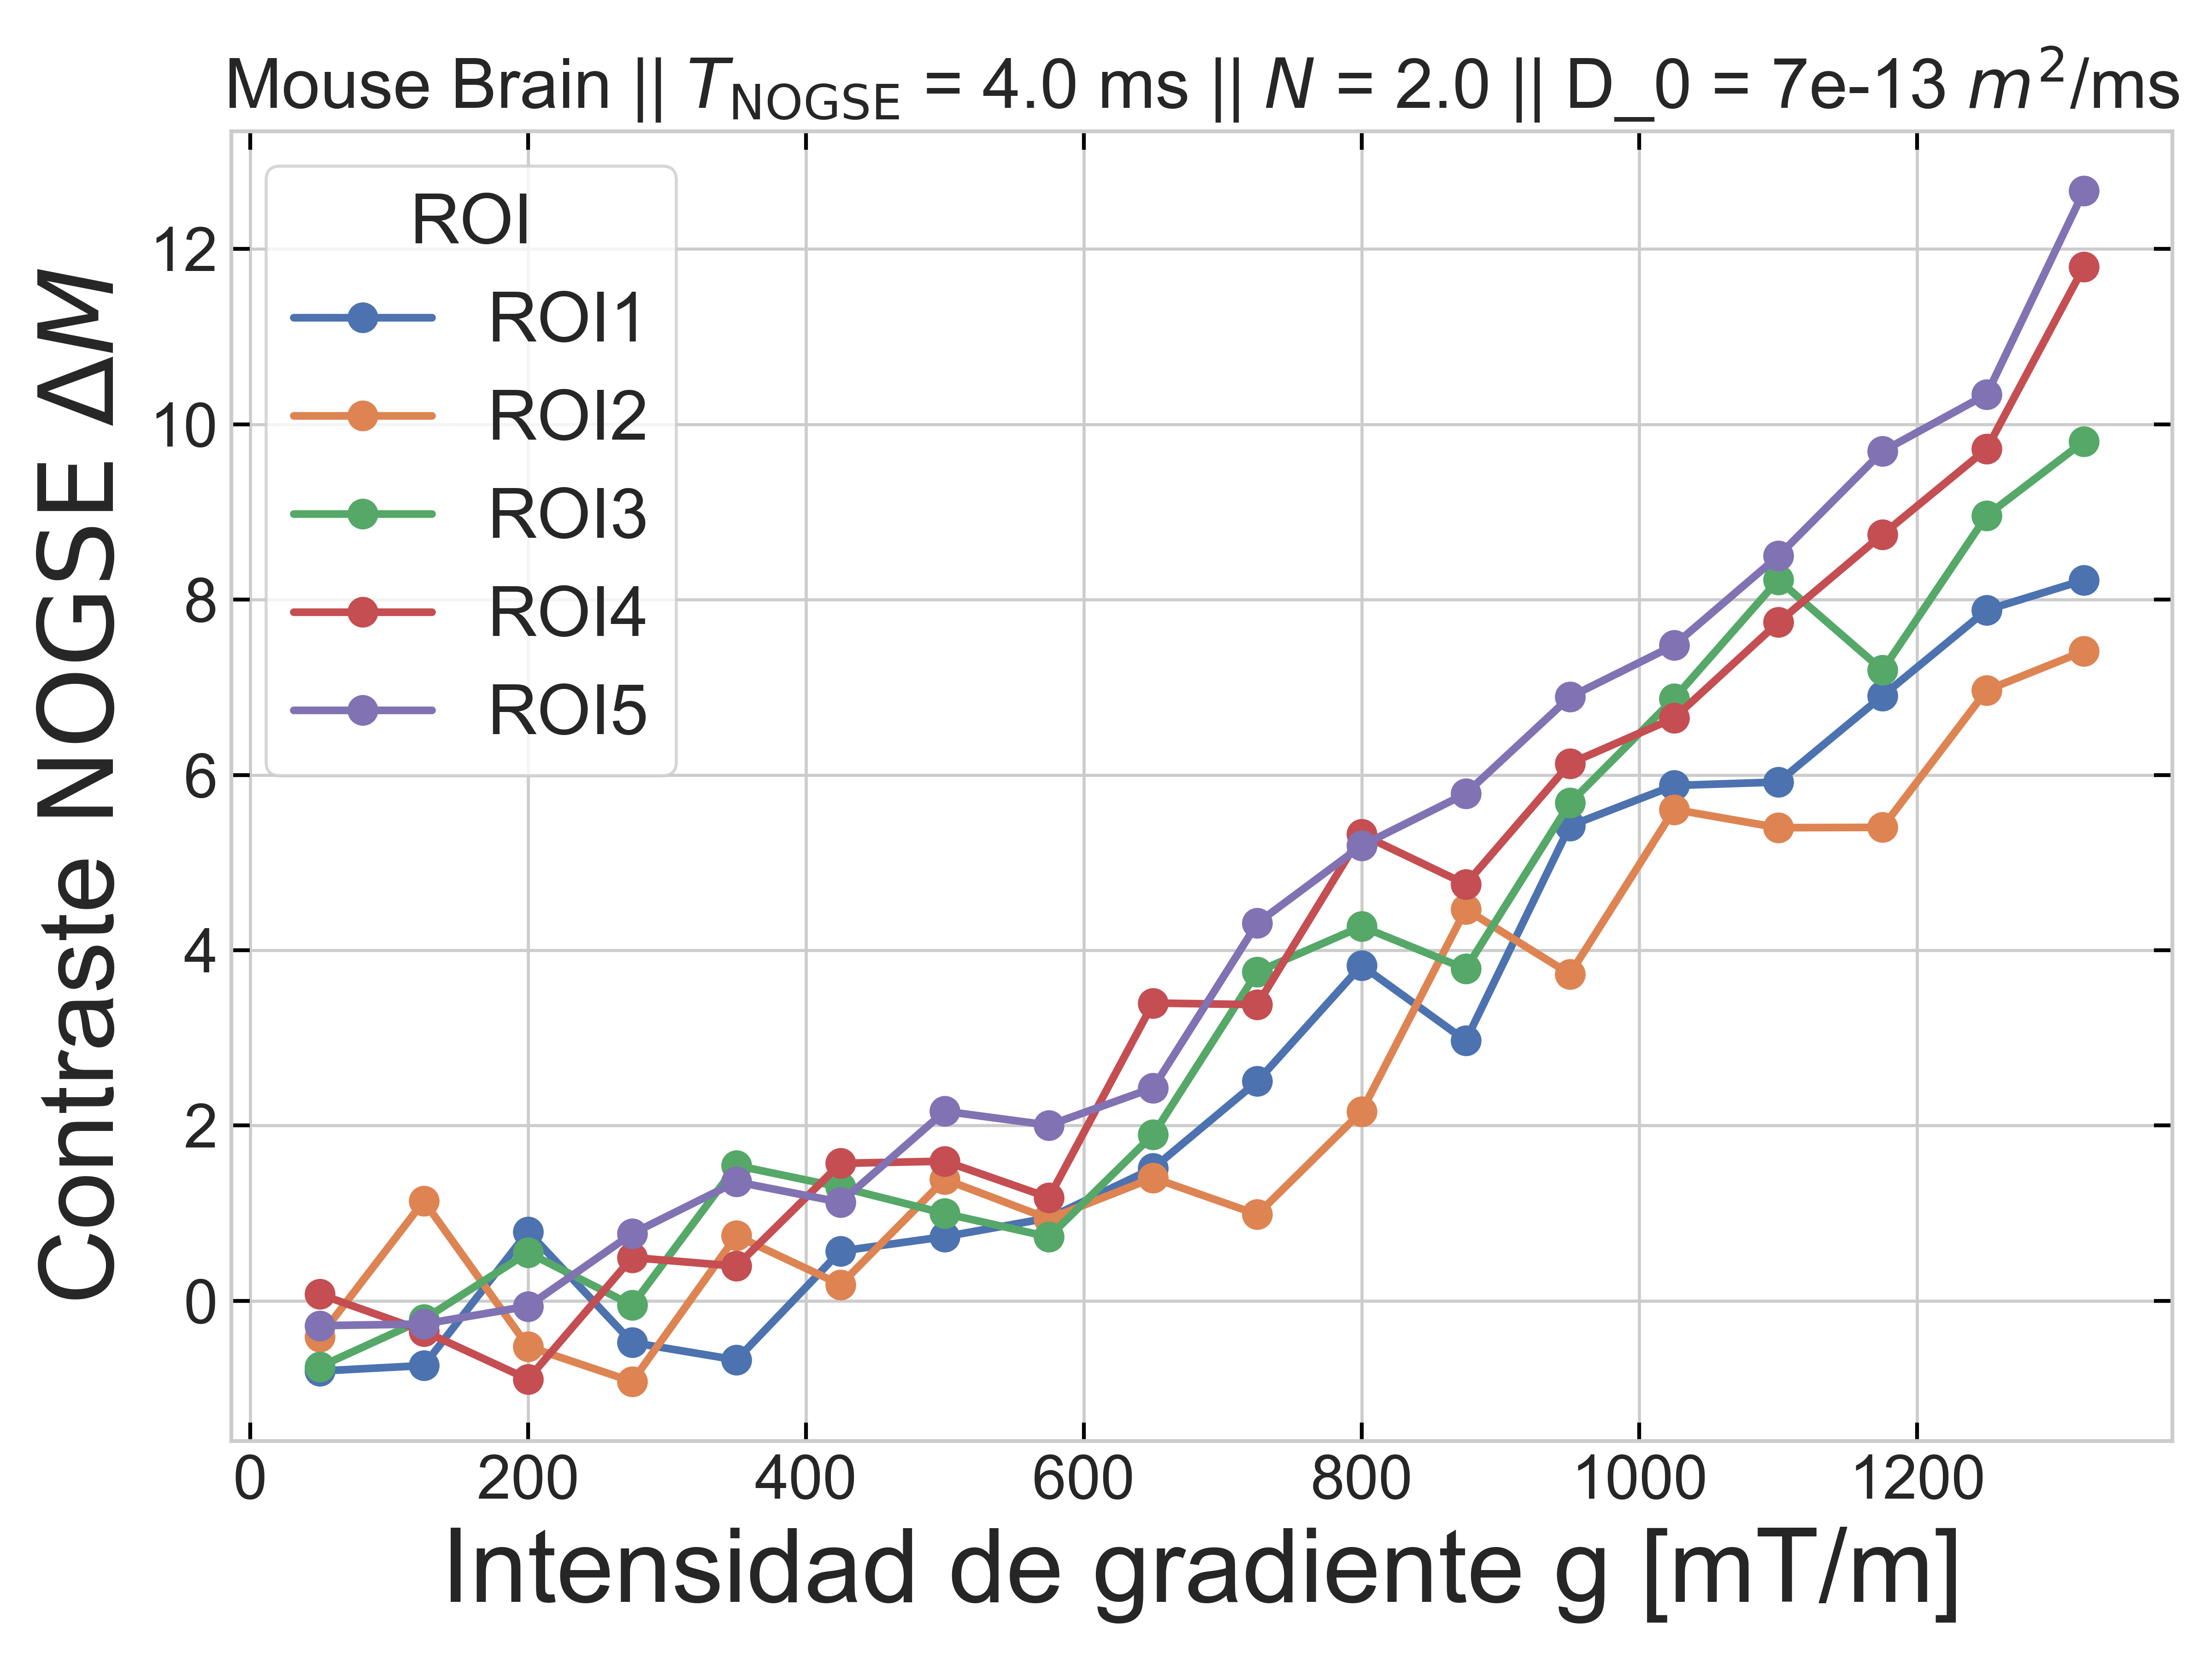 Mouse Brain || T_NOGSE = 4.0 ms || N = 2.0 || D_0 = 7e-13 m²/ms
Contraste NOGSE ΔM
12
10
8
6
4
2
0
ROI
ROI1
ROI2
ROI3
ROI4
ROI5
0 200 400 600 800 1000 1200
Intensidad de gradiente g [mT/m]